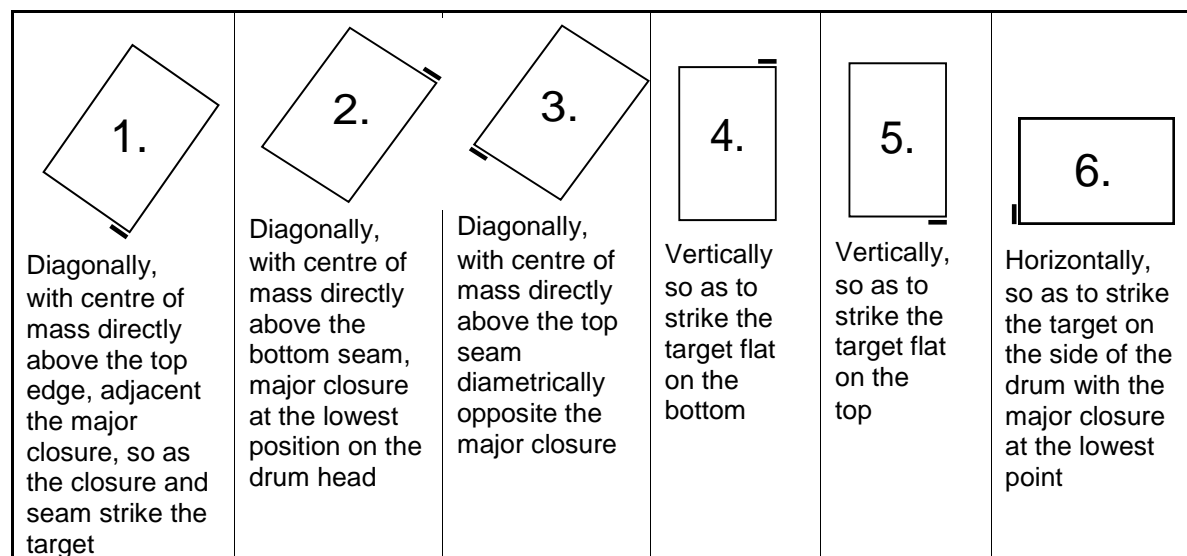 1.
Diagonally,
with centre of
mass directly
above the top
edge, adjacent
the major
closure, so as
the closure and
seam strike the
target
2.
Diagonally,
with centre of
mass directly
above the
bottom seam,
major closure
at the lowest
position on the
drum head
3.
Diagonally,
with centre of
mass directly
above the top
seam
diametrically
opposite the
major closure
4.
Vertically
so as to
strike the
target flat
on the
bottom
5.
Vertically,
so as to
strike the
target flat
on the
top
6.
Horizontally,
so as to strike
the target on
the side of the
drum with the
major closure
at the lowest
point